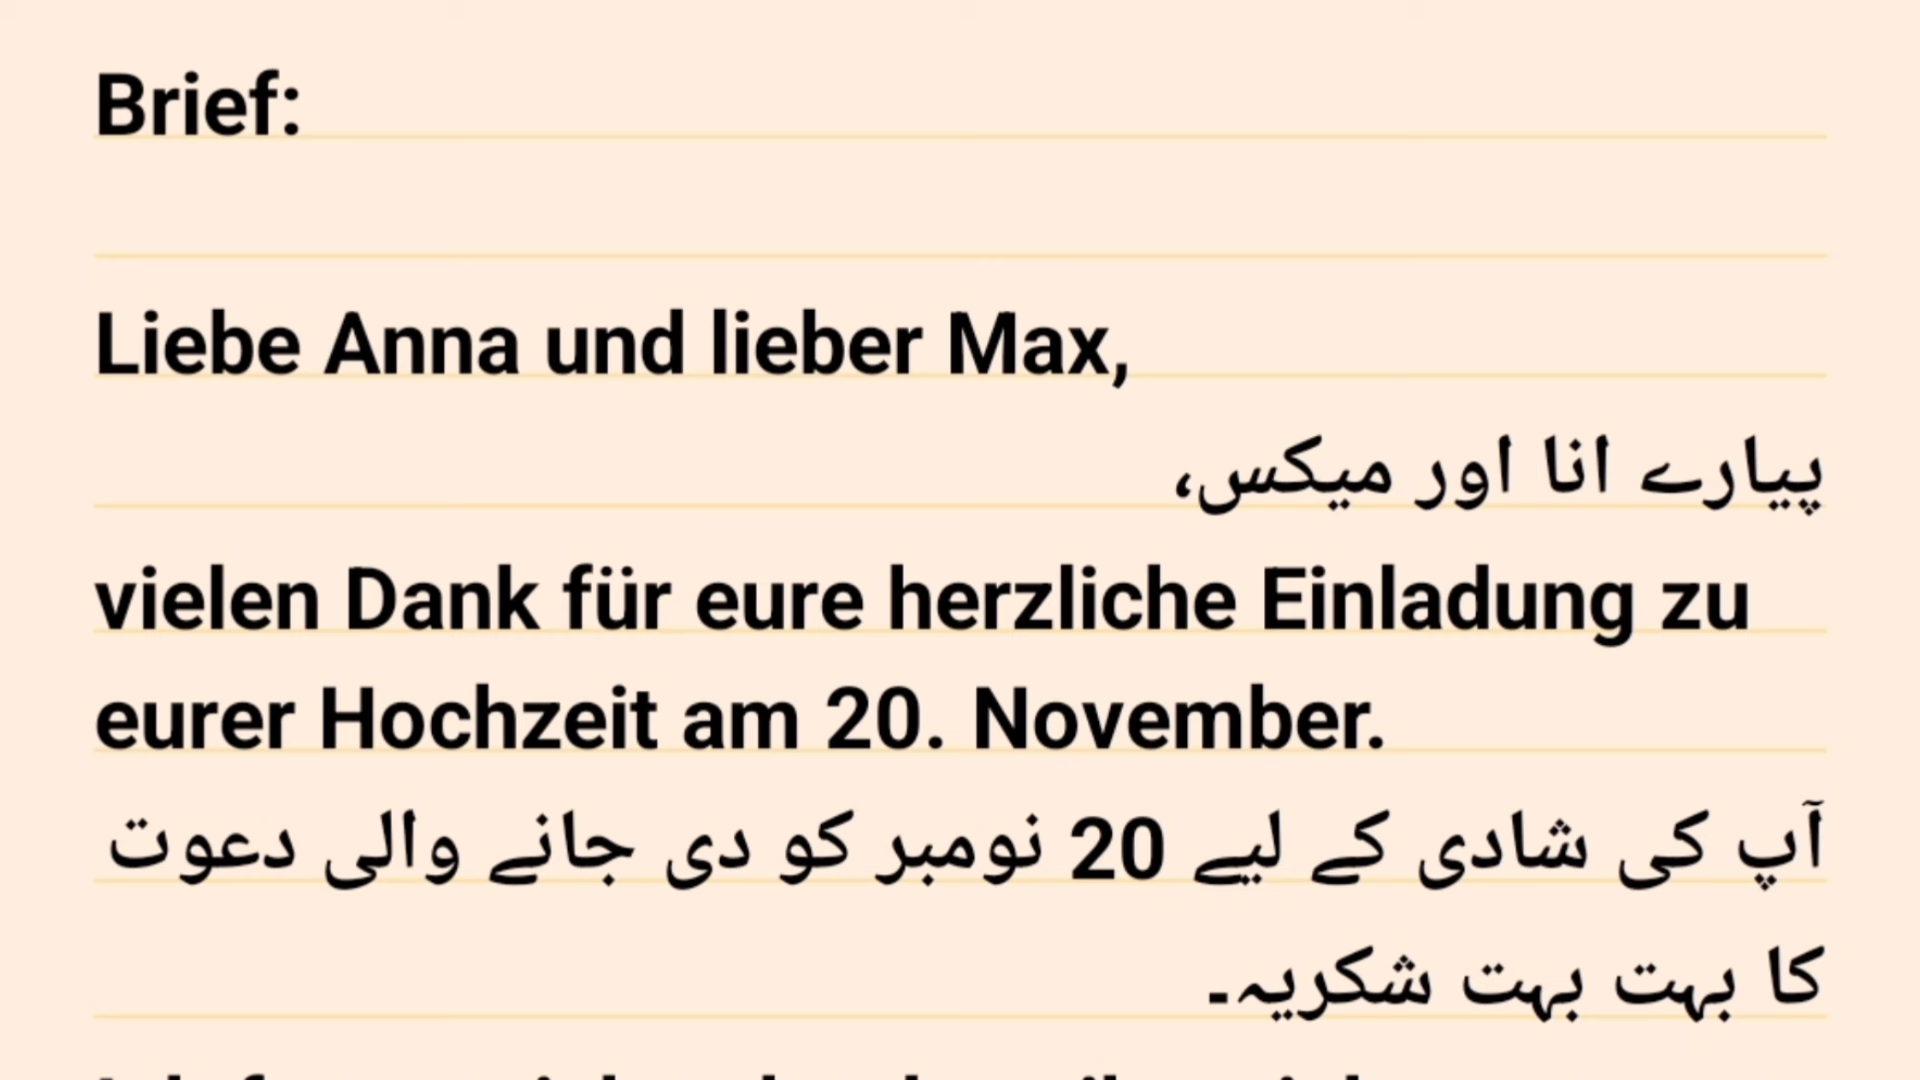 Brief:
Liebe Anna und lieber Max,
پیارے انا اور میکس،
vielen Dank für eure herzliche Einladung zu
eurer Hochzeit am 20. November.
آپ کی شادی کے لیے 20 نومبر کو دی جانے والی دعوت
کا بہت بہت شکریہ۔